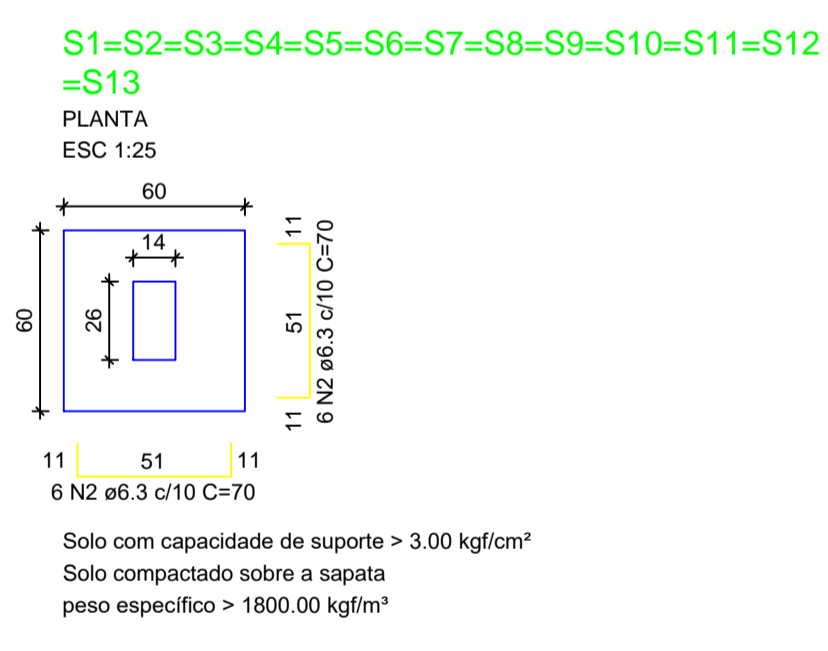 S1=S2=S3=S4=S5=S6=S7=S8=S9=S10=S11=S12
=S13
PLANTA
ESC 1:25
60
14
60
26
11
51
11
6 N2 ø6.3 c/10 C=70
11 51 11
6 N2 ø6.3 c/10 C=70
Solo com capacidade de suporte > 3.00 kgf/cm²
Solo compactado sobre a sapata
peso específico > 1800.00 kgf/m³